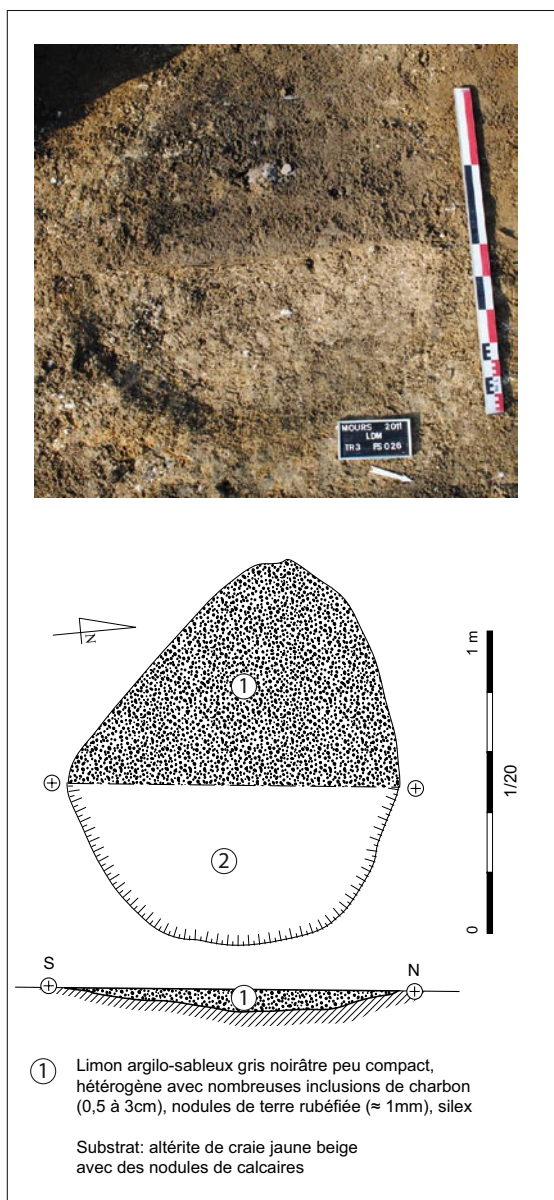 E
E
MOURS 2011
LDM
TR3 FS 026
N
1
2
1 m
1/20
0
S
N
1
1 Limon argilo-sableux gris noirâtre peu compact,
hétérogène avec nombreuses inclusions de charbon
(0,5 à 3cm), nodules de terre rubéfiée (≈ 1mm), silex
Substrat: altérite de craie jaune beige
avec des nodules de calcaires